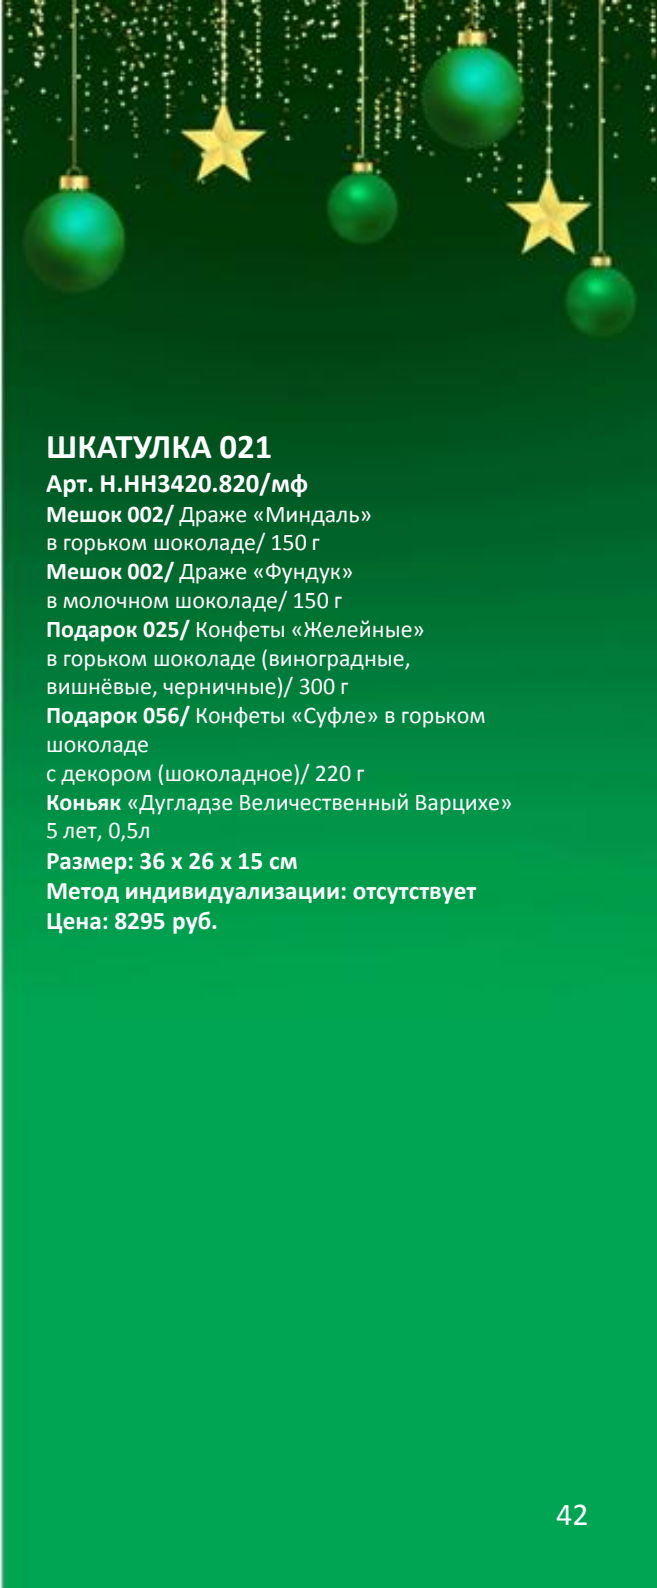 ШКАТУЛКА 021
Арт. Н.НН3420.820/мф
Мешок 002/ Драже «Миндаль»
в горьком шоколаде/ 150 г
Мешок 002/ Драже «Фундук»
в молочном шоколаде/ 150 г
Подарок 025/ Конфеты «Желейные»
в горьком шоколаде (виноградные,
вишнёвые, черничные)/ 300 г
Подарок 056/ Конфеты «Суфле» в горьком
шоколаде
с декором (шоколадное)/ 220 г
Коньяк «Дугладзе Величественный Варцихе»
5 лет, 0,5л
Размер: 36 х 26 х 15 см
Метод индивидуализации: отсутствует
Цена: 8295 руб.
42